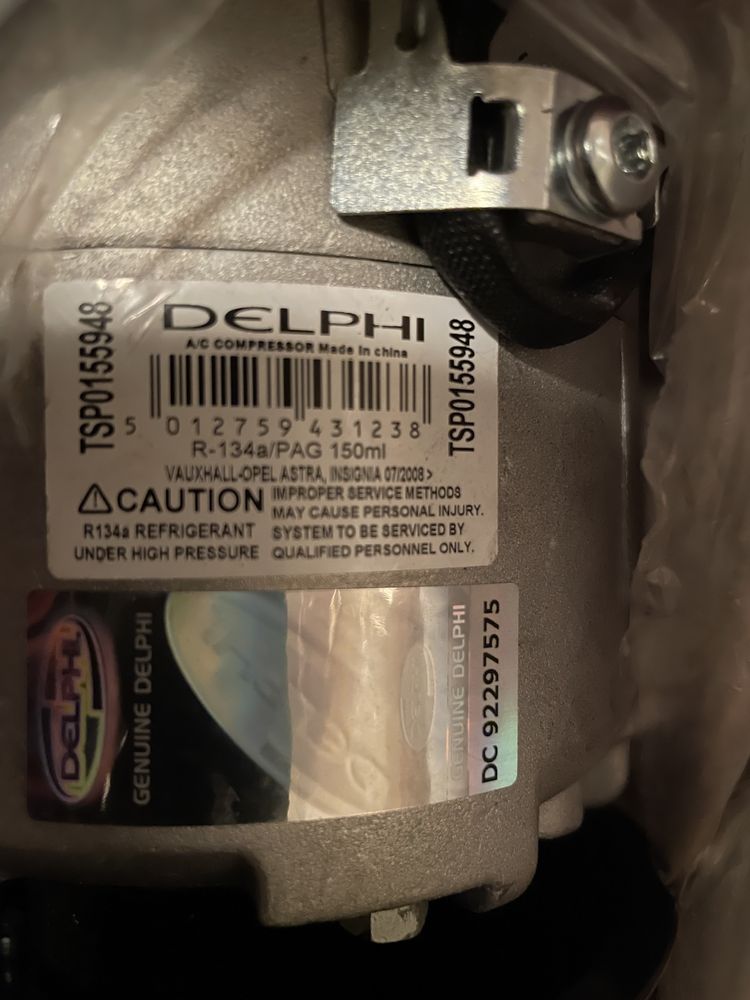 TSP0155948
DELPHI
TSP0155948
A/C COMPRESSOR Made in china
5 012759 431238
R-134a/PAG 150ml
VAUXHALL-OPEL ASTRA, INSIGNIA 07/2008>
CAUTION
IMPROPER SERVICE METHODS
MAY CAUSE PERSONAL INJURY.
R134a REFRIGERANT
UNDER HIGH PRESSURE
SYSTEM TO BE SERVICED BY
QUALIFIED PERSONNEL ONLY.
DELPHI
GENUINE DELPHI
GENUINE DELPHI
DC 92297575